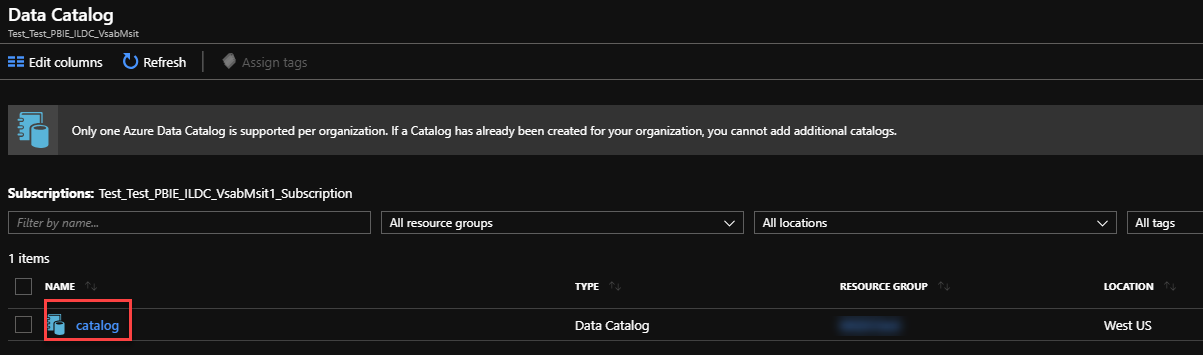 Data Catalog
Test_Test_PBIE_ILDC_VsabMsit
Edit columns Refresh Assign tags
Only one Azure Data Catalog is supported per organization. If a Catalog has already been created for your organization, you cannot add additional catalogs.
Subscriptions: Test_Test_PBIE_ILDC_VsabMsit1_Subscription
Filter by name... All resource groups All locations All tags
1 items
NAME TYPE RESOURCE GROUP LOCATION
catalog Data Catalog West US